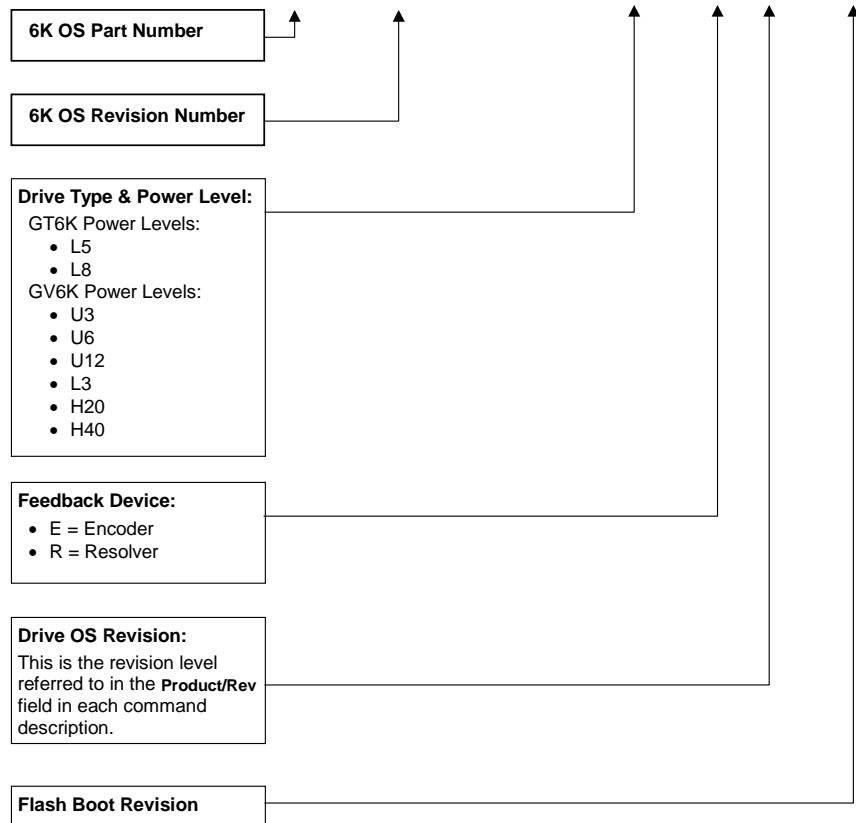 6K OS Part Number
6K OS Revision Number
Drive Type & Power Level:
GT6K Power Levels:
• L5
• L8
GV6K Power Levels:
• U3
• U6
• U12
• L3
• H20
• H40
Feedback Device:
• E = Encoder
• R = Resolver
Drive OS Revision:
This is the revision level
referred to in the Product/Rev
field in each command
description.
Flash Boot Revision